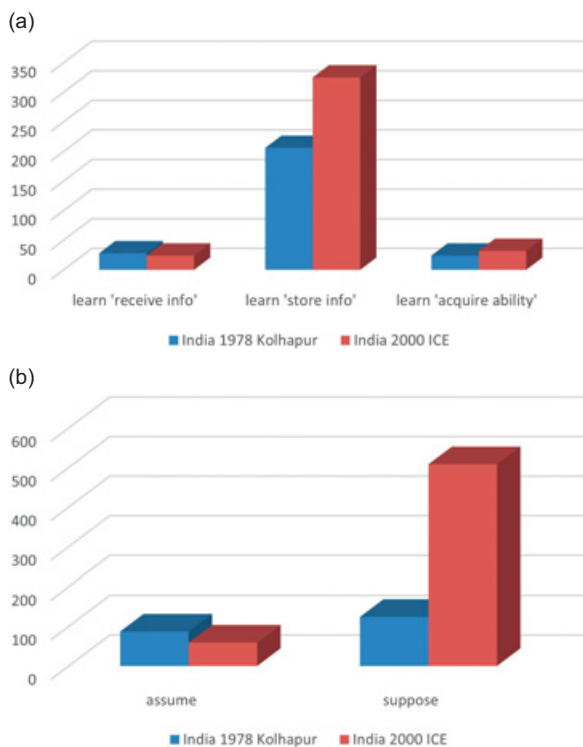 (a)
350
300
250
200
150
100
50
0
learn 'receive info' learn 'store info' learn 'acquire ability'
India 1978 Kolhapur India 2000 ICE
(b)
600
500
400
300
200
100
0
assume suppose
India 1978 Kolhapur India 2000 ICE